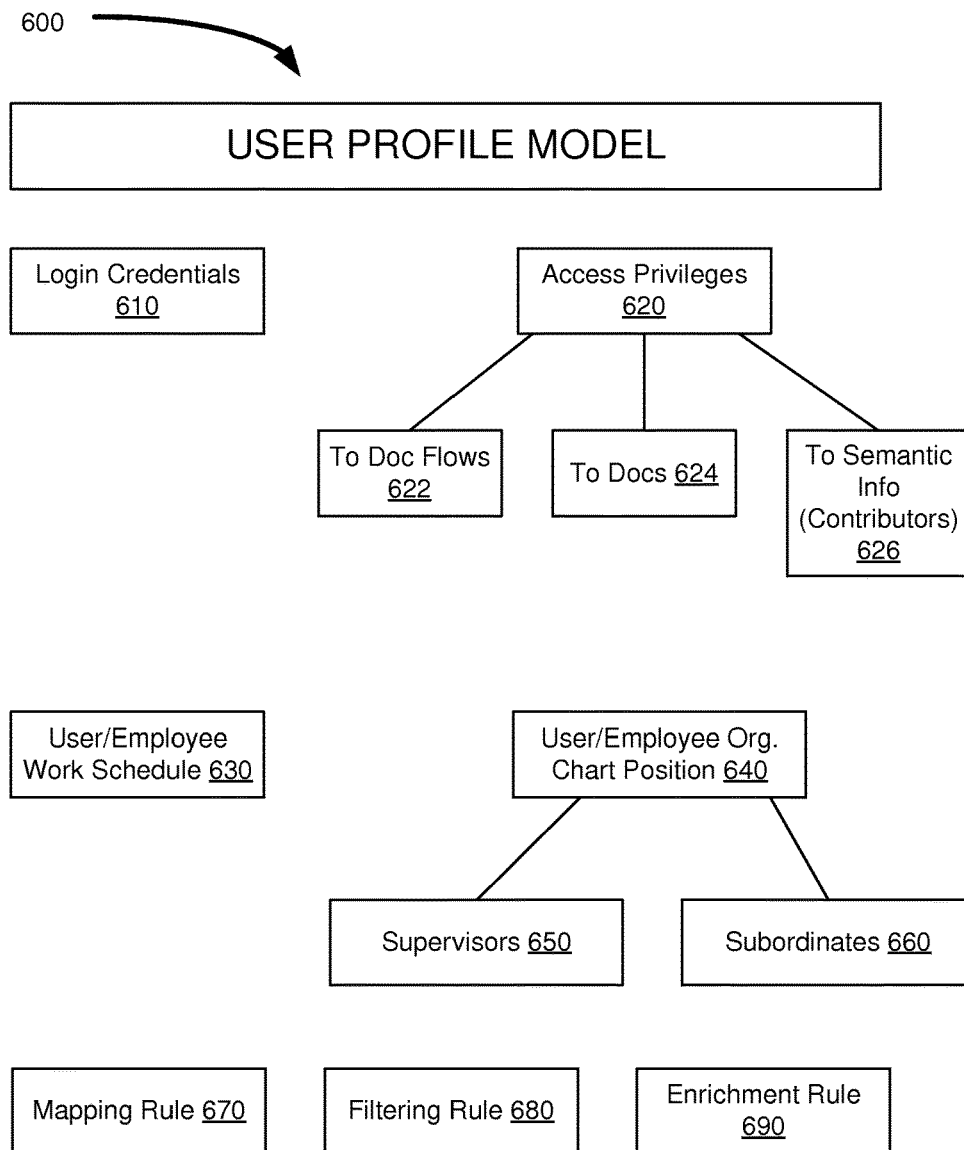 600
USER PROFILE MODEL
Login Credentials
610
Access Privileges
620
To Doc Flows
622
To Docs 624
To Semantic
Info
(Contributors)
626
User/Employee
Work Schedule 630
User/Employee Org.
Chart Position 640
Supervisors 650
Subordinates 660
Mapping Rule 670
Filtering Rule 680
Enrichment Rule
690